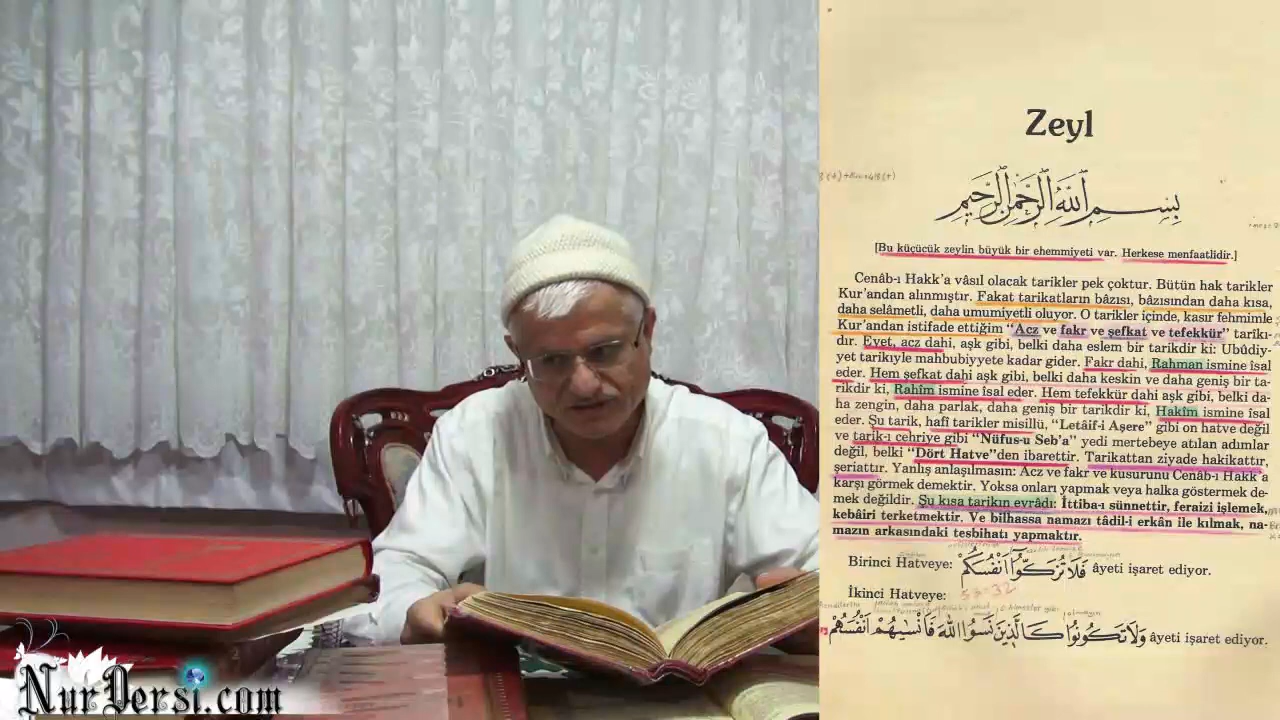 Zeyl
بِسْمِ اللّٰهِ الرَّحْمٰنِ الرَّحِيمِ
[Bu küçücük zeylin büyük bir ehemmiyeti var. Herkese menfaatlidir.]
Cenâb-ı Hakk'a vâsıl olacak tarikler pek çoktur. Bütün hak tarikler
Kur'andan alınmıştır. Fakat tarikatların bâzısı, bâzısından daha kısa,
daha selâmetli, daha umumiyetli oluyor. O tarikler içinde, kasır fehmimle
Kur'andan istifade ettiğim "Acz ve fakr ve şefkat ve tefekkür" tarîkı-
dır. Evet, acz dahi, aşk gibi, belki daha eslem bir tarikdir ki: Ubûdiy-
yet tarikıyle mahbubiyyete kadar gider. Fakr dahi, Rahman ismine îsal
eder. Hem şefkat dahi aşk gibi, belki daha keskin ve daha geniş bir ta-
rikdir ki, Rahîm ismine îsal eder. Hem tefekkür dahi aşk gibi, belki da-
ha zengin, daha parlak, daha geniş bir tarikdir ki, Hakîm ismine îsal
eder. Şu tarik, hafî tarikler misillü, "Letâif-i Aşere" gibi on hatve değil
ve tarik-ı cehriye gibi "Nüfus-u Seb'a" yedi mertebeye atılan adımlar
değil, belki "Dört Hatve"den ibarettir. Tarikattan ziyade hakikattır,
şeriattır. Yanlış anlaşılmasın: Acz ve fakr ve kusurunu Cenâb-ı Hakk'a
karşı görmek demektir. Yoksa onları yapmak veya halka göstermek de-
mek değildir. Şu kısa tarikın evrâdı: İttiba-ı sünnettir, feraizi işlemek,
kebâiri terketmektir. Ve bilhassa namazı tâdil-i erkân ile kılmak, na-
mazın arkasındaki tesbihatı yapmaktır.
Birinci Hatveye: فَلَا تُزَكُّٓوا اَنْفُسَكُمْ âyeti işaret ediyor.
İkinci Hatveye: 53-32
وَلَا تَكُونُوا كَالَّذِينَ نَسُوا اللّٰهَ فَاَنْسٰيهُمْ اَنْفُسَهُمْ âyeti işaret ediyor.
NurDersi.com